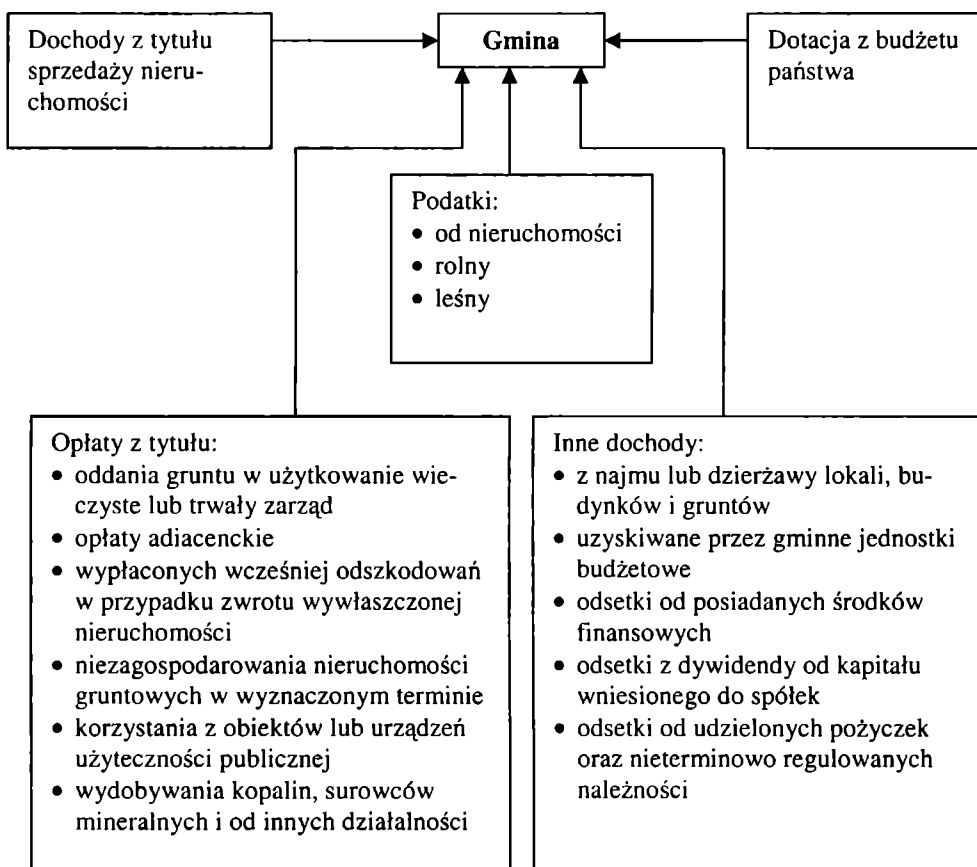 Dochody z tytułu
sprzedaży nieru-
chomości
Gmina
Dotacja z budżetu
państwa
Podatki:
• od nieruchomości
• rolny
• leśny
Opłaty z tytułu:
• oddania gruntu w użytkowanie wie-
czyste lub trwały zarząd
• opłaty adiacenckie
• wypłaconych wcześniej odszkodowań
w przypadku zwrotu wywłaszczonej
nieruchomości
• niezagospodarowania nieruchomości
gruntowych w wyznaczonym terminie
• korzystania z obiektów lub urządzeń
użyteczności publicznej
• wydobywania kopalin, surowców
mineralnych i od innych działalności
Inne dochody:
• z najmu lub dzierżawy lokali, bu-
dynków i gruntów
• uzyskiwane przez gminne jednostki
budżetowe
• odsetki od posiadanych środków
finansowych
• odsetki z dywidendy od kapitału
wniesionego do spółek
• odsetki od udzielonych pożyczek
oraz nieterminowo regulowanych
należności